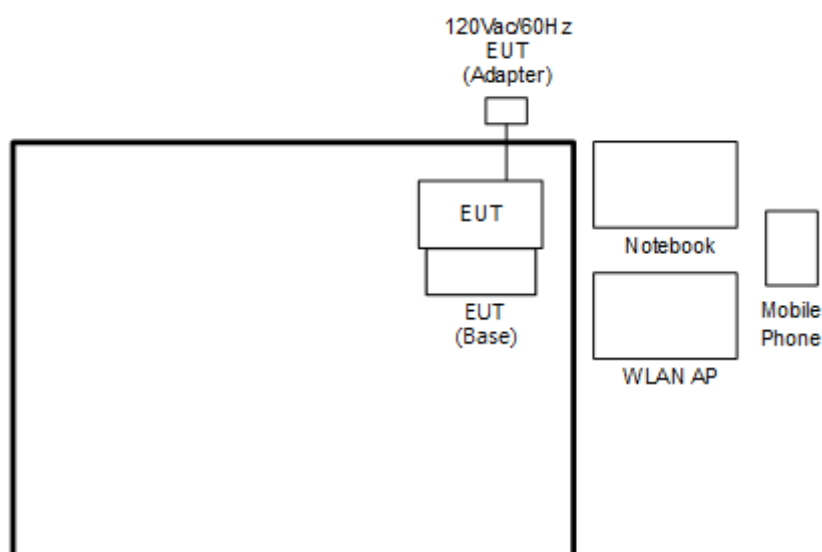 120Vac/60Hz
EUT
(Adapter)
EUT
EUT
(Base)
Notebook
WLAN AP
Mobile
Phone